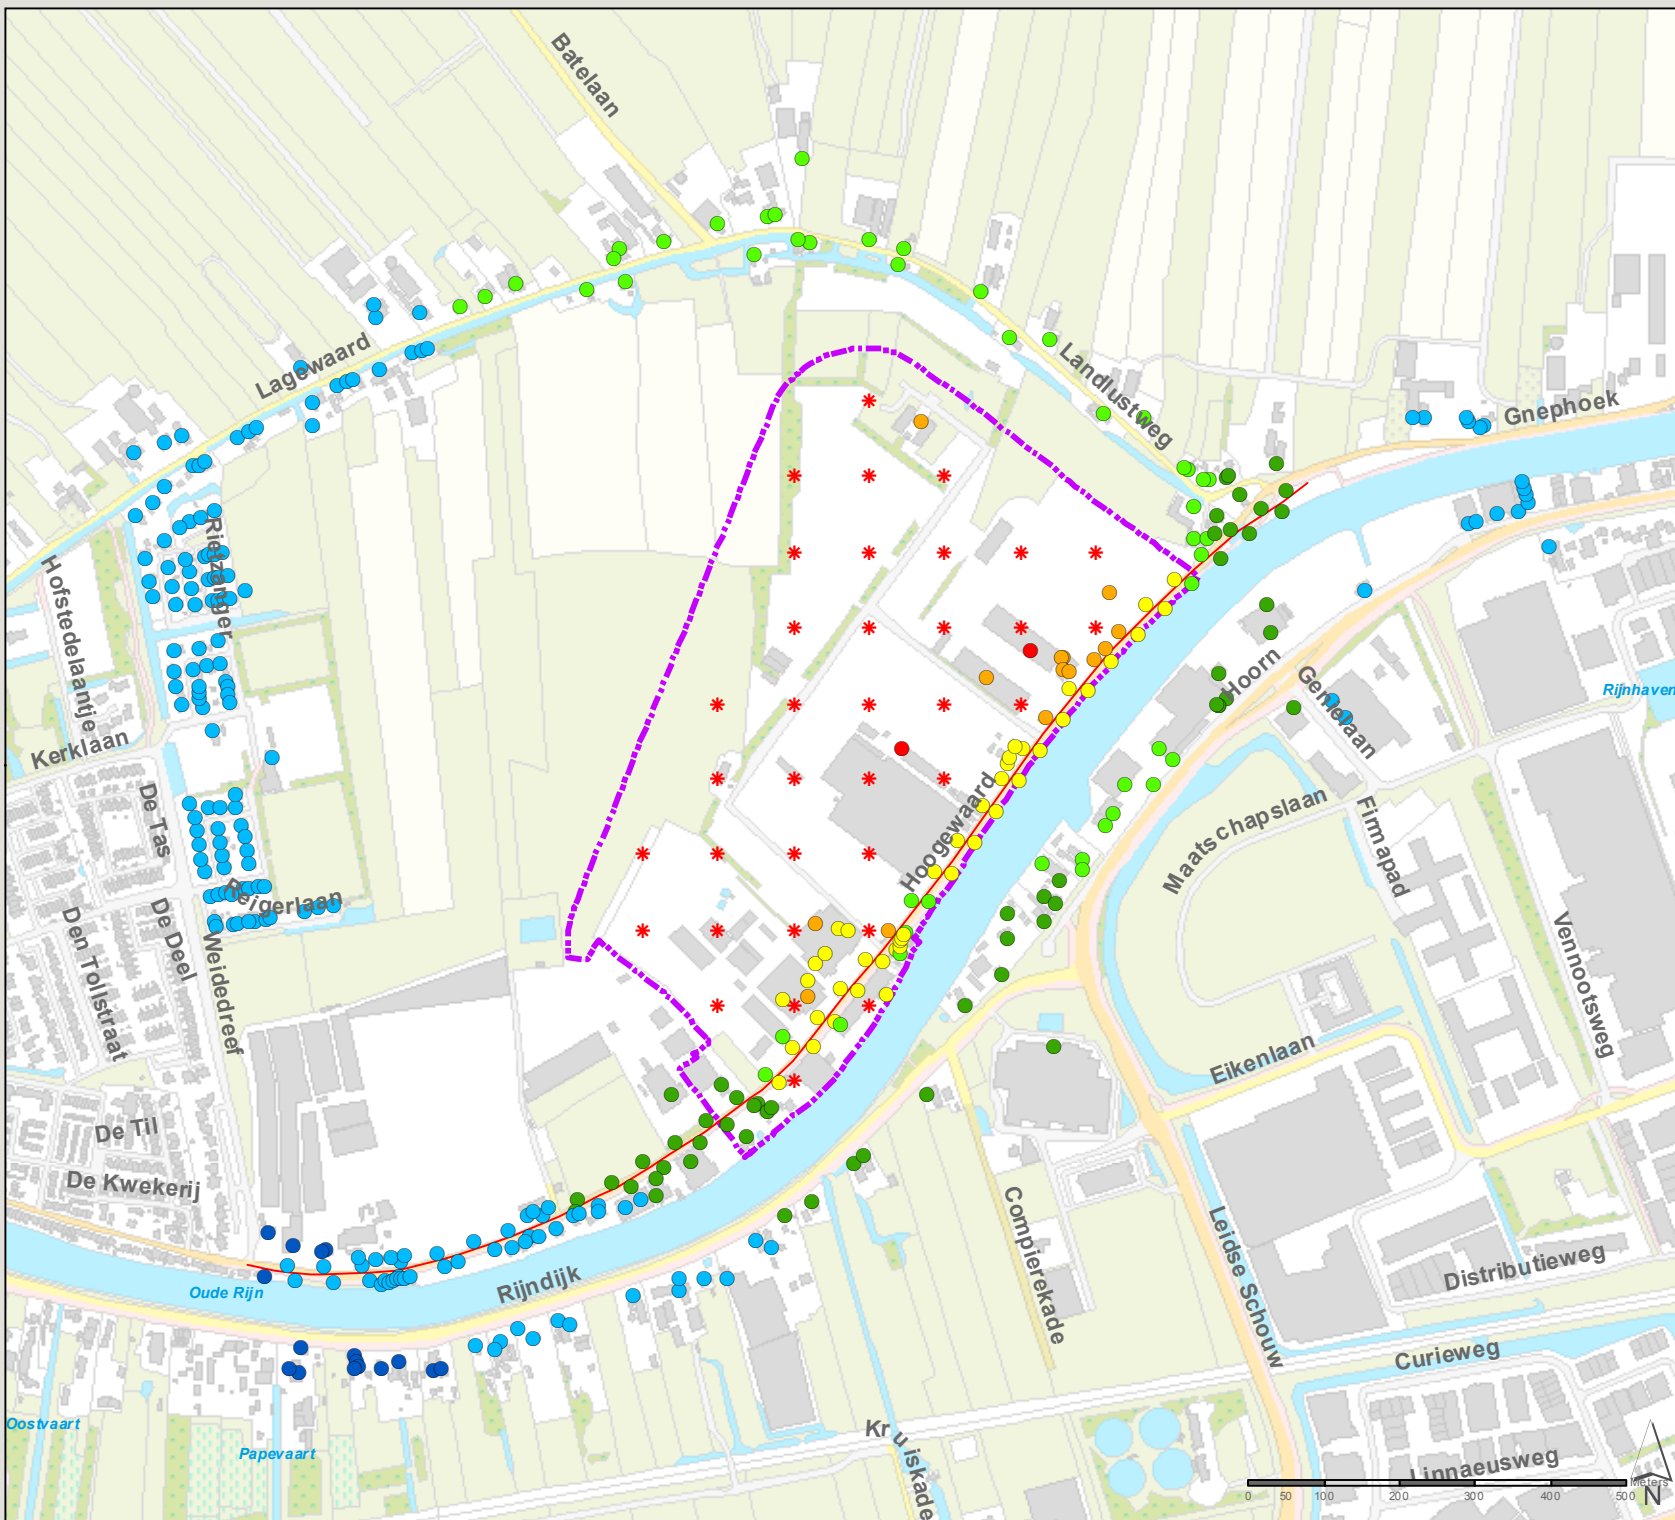 Batelaan
Lagewaard
Landlustweg
Gnephoek
Rietzanger
Hofstedelaantje
Kerklaan
Hoorn
Gemelaan
Rijnhaven
De Tas
Hoogewaard
Maatschapslaan
Firmapad
Reigerlaan
Den Tollstraat
De Deel
Weidedreef
Vennootsweg
Eikenlaan
De Til
De Kwekerij
Compierekade
Leidse Schouw
Distributieweg
Oude Rijn
Rijndijk
Curieweg
Oostvaart
Papevaart
Kruiskade
Linnaeusweg
Meters
0 50 100 200 300 400 500
N